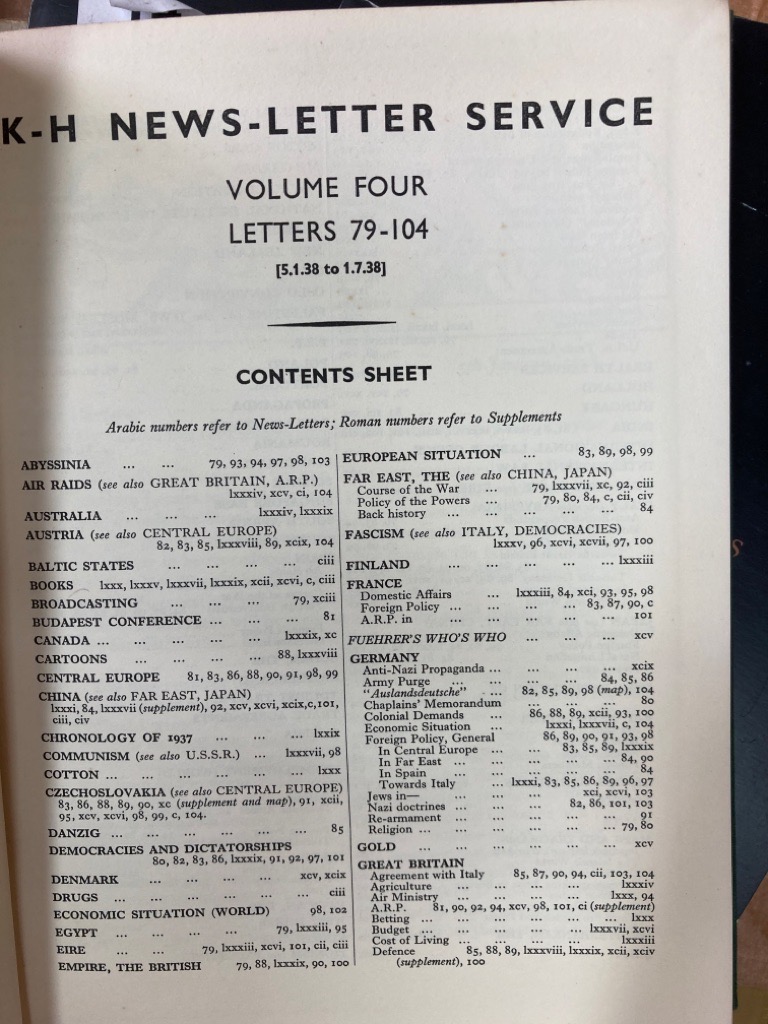 K-H NEWS-LETTER SERVICE
VOLUME FOUR
LETTERS 79-104
[5.1.38 to 1.7.38]
CONTENTS SHEET
Arabic numbers refer to News-Letters; Roman numbers refer to Supplements
ABYSSINIA ... ... 79, 93, 94, 97, 98, 103
AIR RAIDS (see also GREAT BRITAIN, A.R.P.)
lxxxiv, xcv, ci, 104
AUSTRALIA ... ... ... lxxxiv, lxxxix
AUSTRIA (see also CENTRAL EUROPE)
82, 83, 85, lxxxviii, 89, xcix, 104
BALTIC STATES ... ... ... ... ciii
BOOKS lxxx, lxxxv, lxxxvii, lxxxix, xcii, xcvi, c, ciii
BROADCASTING ... ... ... 79, xciii
BUDAPEST CONFERENCE ... ... ... 81
CANADA ... ... ... ... ... lxxxix, xc
CARTOONS ... ... ... ... 88, lxxxviii
CENTRAL EUROPE 81, 83, 86, 88, 90, 91, 98, 99
CHINA (see also FAR EAST, JAPAN)
lxxxi, 84, lxxxvii (supplement), 92, xcv, xcvi, xcix, c, 101,
ciii, civ
CHRONOLOGY OF 1937 ... ... ... lxxix
COMMUNISM (see also U.S.S.R.) ... lxxxvii, 98
COTTON ... ... ... ... ... ... lxxx
CZECHOSLOVAKIA (see also CENTRAL EUROPE)
83, 86, 88, 89, 90, xc (supplement and map), 91, xcii,
95, xcv, xcvi, 98, 99, c, 104.
DANZIG ... ... ... ... ... ... 85
DEMOCRACIES AND DICTATORSHIPS
80, 82, 83, 86, lxxxix, 91, 92, 97, 101
DENMARK ... ... ... ... xcv, xcix
DRUGS ... ... ... ... ... ciii
ECONOMIC SITUATION (WORLD) 98, 102
EGYPT ... ... ... ... 79, lxxxiii, 95
EIRE ... ... 79, lxxxiii, xcvi, 101, cii, ciii
EMPIRE, THE BRITISH 79, 88, lxxxix, 90, 100
EUROPEAN SITUATION ... 83, 89, 98, 99
FAR EAST, THE (see also CHINA, JAPAN)
Course of the War ... 79, lxxxvii, xc, 92, ciii
Policy of the Powers ... 79, 80, 84, c, cii, civ
Back history ... ... ... ... ... 84
FASCISM (see also ITALY, DEMOCRACIES)
lxxxv, 96, xcvi, xcvii, 97, 100
FINLAND ... ... ... ... lxxxiii
FRANCE
Domestic Affairs ... lxxxiii, 84, xci, 93, 95, 98
Foreign Policy ... ... ... ... 83, 87, 90, c
A.R.P. in ... ... ... ... 101
FUEHRER'S WHO'S WHO ... ... ... xcv
GERMANY
Anti-Nazi Propaganda ... ... ... ... xcix
Army Purge ... ... ... ... 84, 85, 86
"Auslandsdeutsche" ... 82, 85, 89, 98 (map), 104
Chaplains' Memorandum ... ... ... 80
Colonial Demands ... 86, 88, 89, xcii, 93, 100
Economic Situation ... lxxxi, lxxxvii, c, 104
Foreign Policy, General 86, 89, 90, 91, 93, 98
In Central Europe ... ... 83, 85, 89, lxxxix
In Far East ... ... ... ... ... 84, 90
In Spain ... ... ... ... ... 84
Towards Italy ... lxxxi, 83, 85, 86, 89, 96, 97
Jews in— ... ... ... xci, xcvi, 103
Nazi doctrines ... ... ... 82, 86, 101, 103
Re-armament ... ... ... ... ... 91
Religion ... ... ... ... ... 79, 80
GOLD ... ... ... ... ... xcv
GREAT BRITAIN
Agreement with Italy 85, 87, 90, 94, cii, 103, 104
Agriculture ... ... ... ... lxxxiv
Air Ministry ... ... ... ... lxxx, 94
A.R.P. 81, 90, 92, 94, xcv, 98, 101, ci (supplement)
Betting ... ... ... ... ... lxxx
Budget ... ... ... ... lxxxvii, xcvi
Cost of Living ... ... ... ... lxxxiii
Defence 85, 88, 89, lxxxviii, lxxxix, xcii, xciv
(supplement), 100